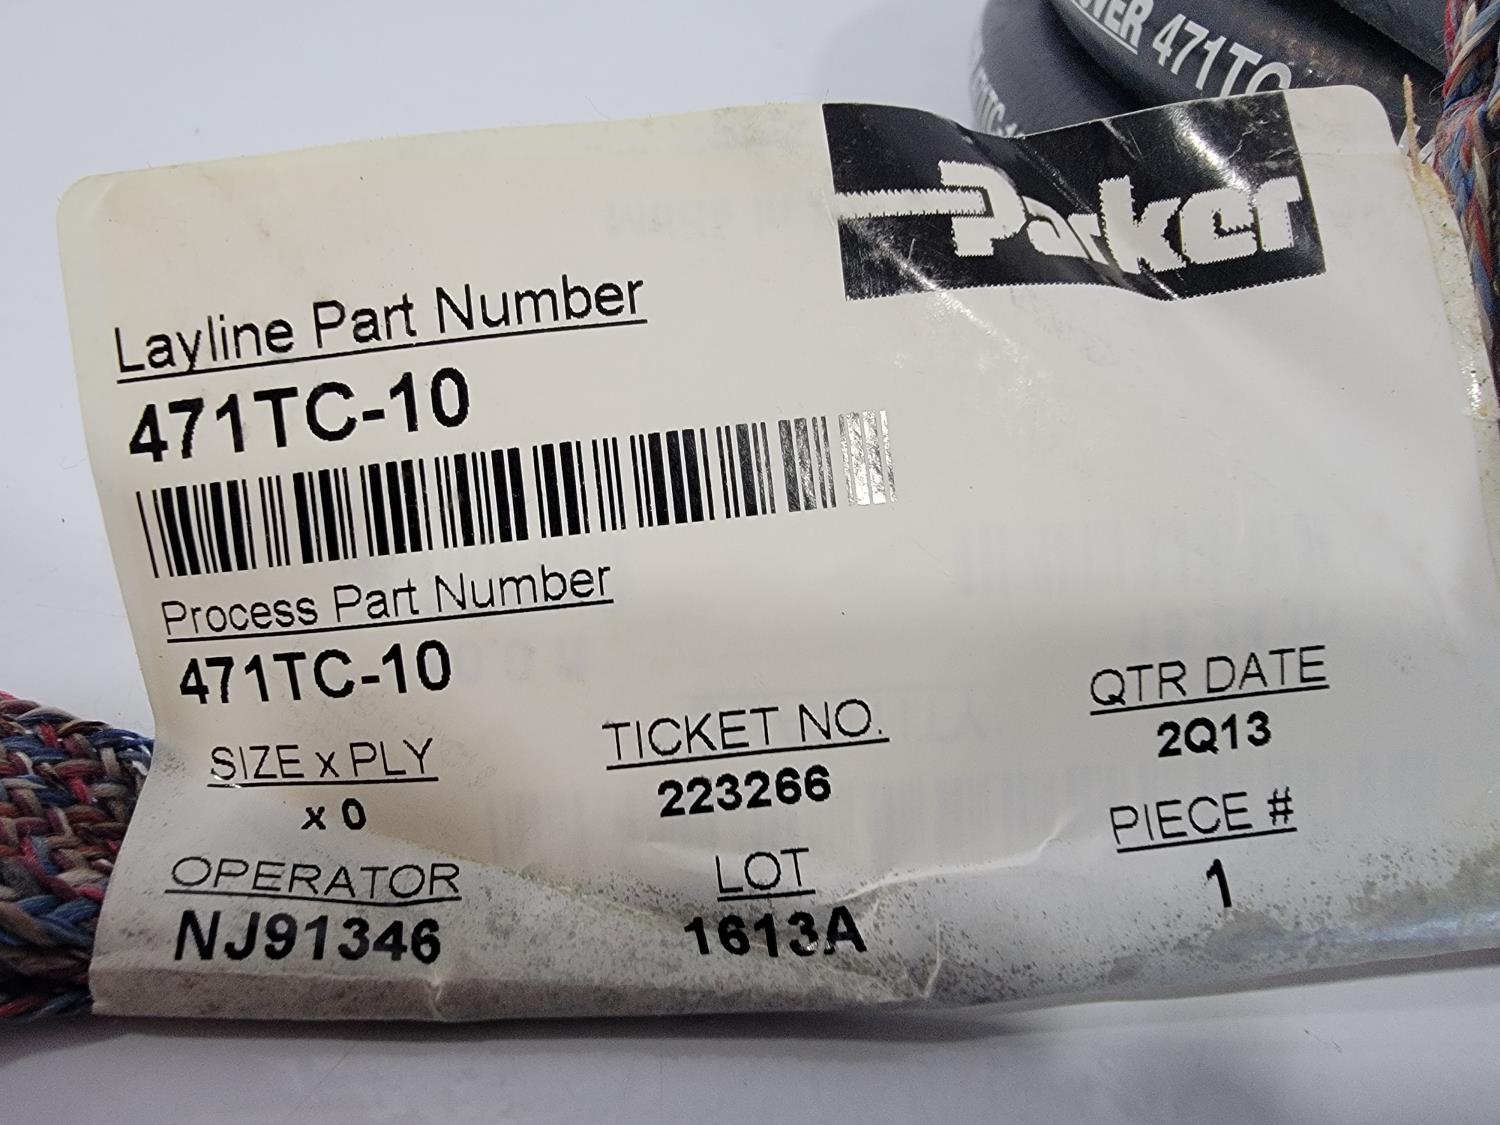 471TC
Parker
Layline Part Number
471TC-10
Process Part Number
471TC-10
SIZE x PLY
x 0
TICKET NO.
223266
QTR DATE
2Q13
OPERATOR
NJ91346
LOT
1613A
PIECE #
1